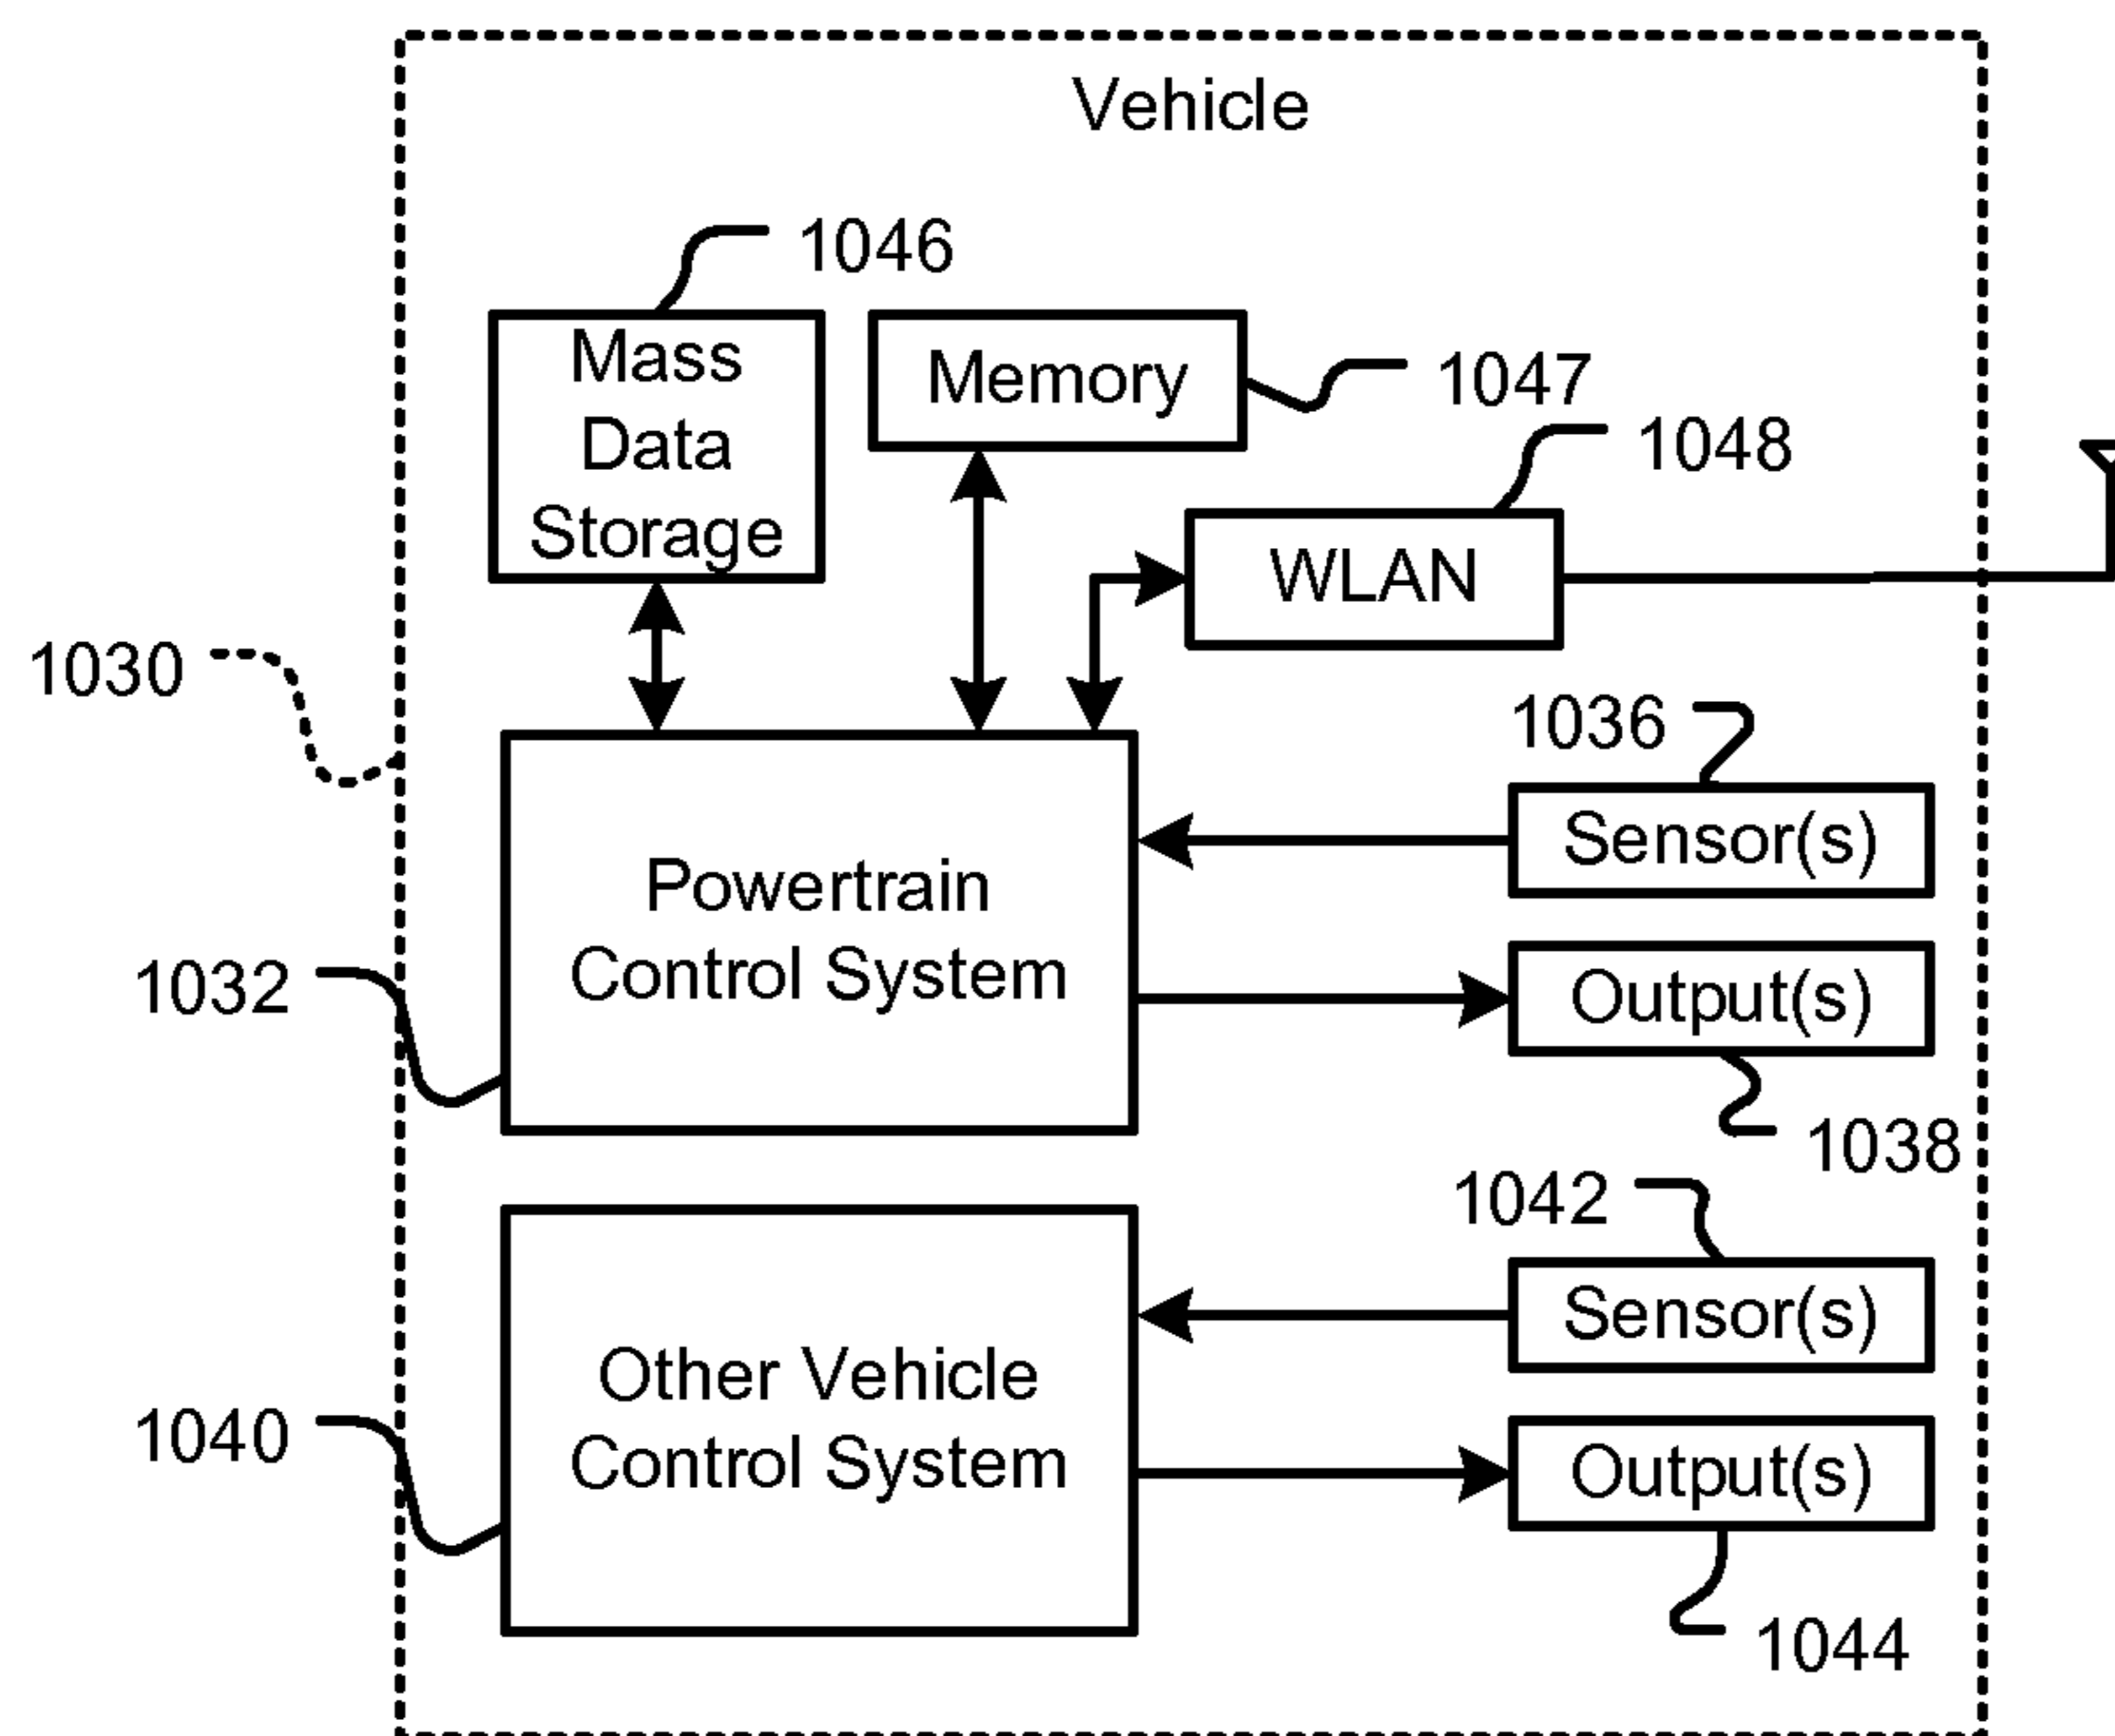 Vehicle
1046
Mass
Data
Storage
Memory
1047
1048
WLAN
1030
1036
Sensor(s)
Powertrain
Control System
1032
Output(s)
1038
1042
Sensor(s)
Other Vehicle
Control System
1040
Output(s)
1044